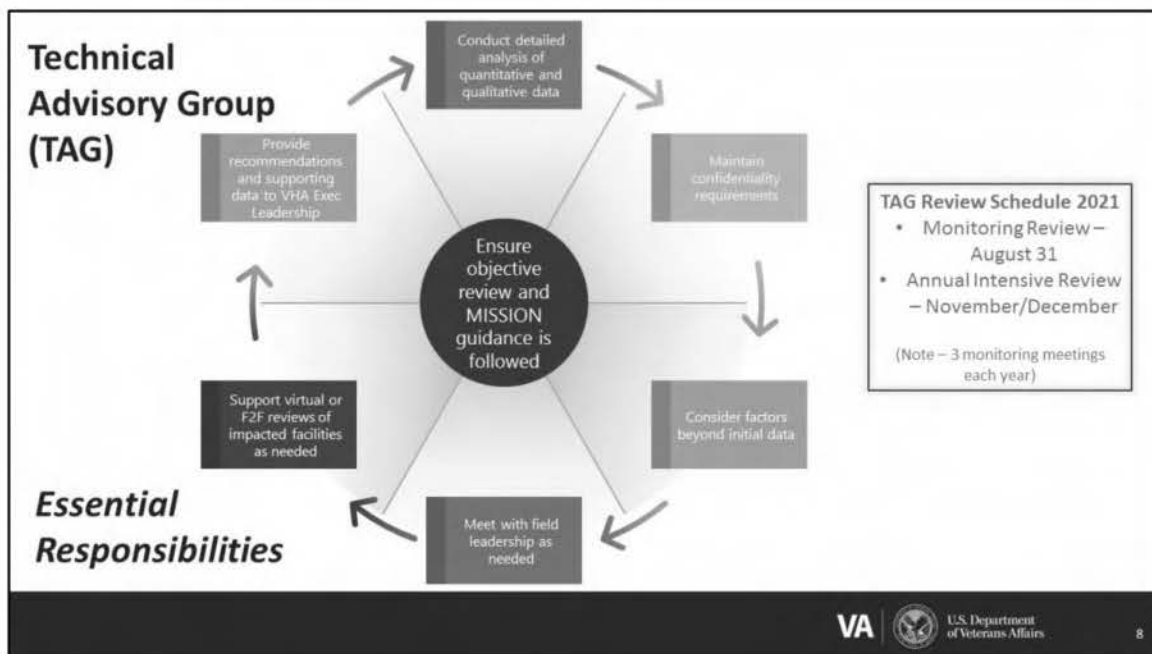 Technical
Advisory Group
(TAG)
Conduct detailed
analysis of
quantitative and
qualitative data
Maintain
confidentiality
requirements
Consider factors
beyond initial data
Meet with field
leadership as
needed
Support virtual or
F2F reviews of
impacted facilities
as needed
Provide
recommendations
and supporting
data to VHA Exec
Leadership
Ensure
objective
review and
MISSION
guidance is
followed
TAG Review Schedule 2021
• Monitoring Review –
August 31
• Annual Intensive Review
– November/December
(Note – 3 monitoring meetings
each year)
Essential
Responsibilities
VA
U.S. Department
of Veterans Affairs
8